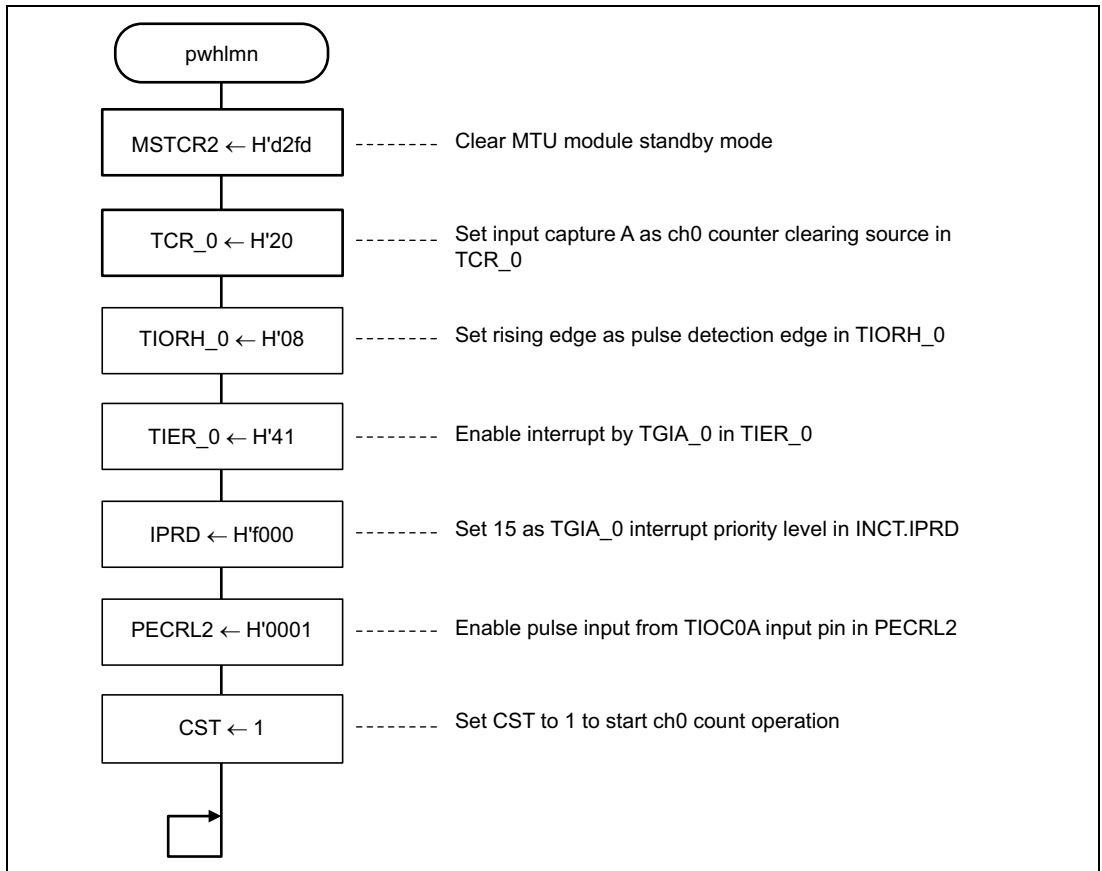 pwhlmn
MSTCR2 ← H'd2fd
Clear MTU module standby mode
TCR_0 ← H'20
Set input capture A as ch0 counter clearing source in
TCR_0
TIORH_0 ← H'08
Set rising edge as pulse detection edge in TIORH_0
TIER_0 ← H'41
Enable interrupt by TGIA_0 in TIER_0
IPRD ← H'f000
Set 15 as TGIA_0 interrupt priority level in INCT.IPRD
PECRL2 ← H'0001
Enable pulse input from TIOC0A input pin in PECRL2
CST ← 1
Set CST to 1 to start ch0 count operation